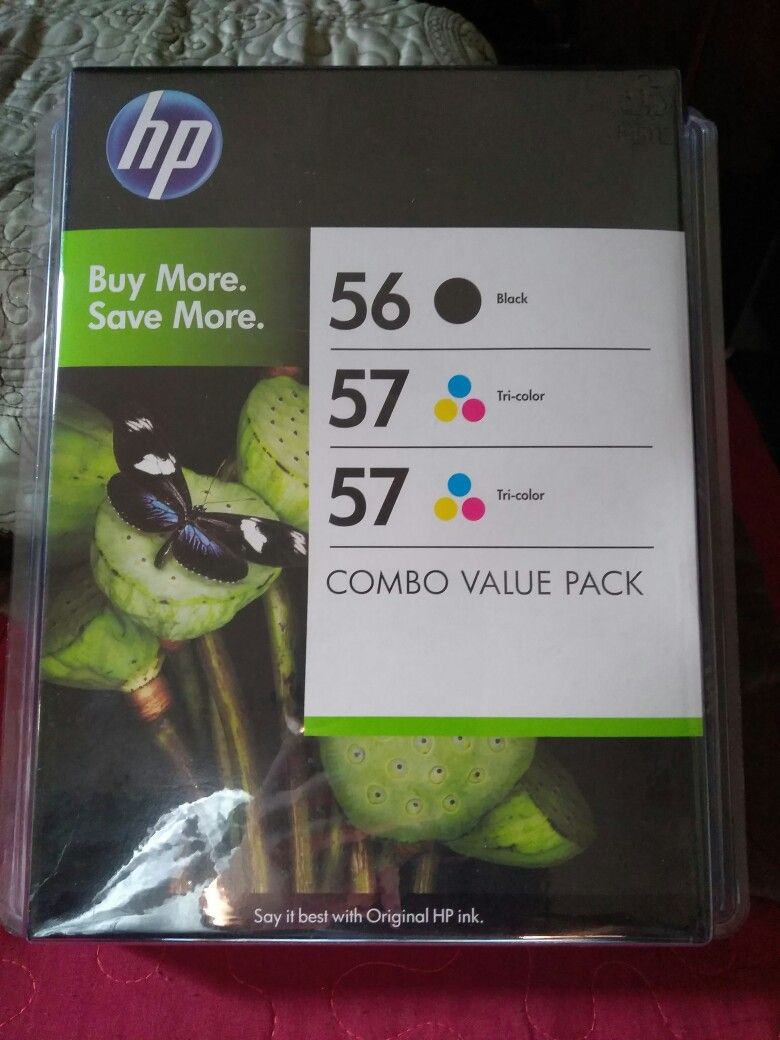 hp
Buy More.
Save More.
56 Black
57 Tri-color
57 Tri-color
COMBO VALUE PACK
Say it best with Original HP ink.